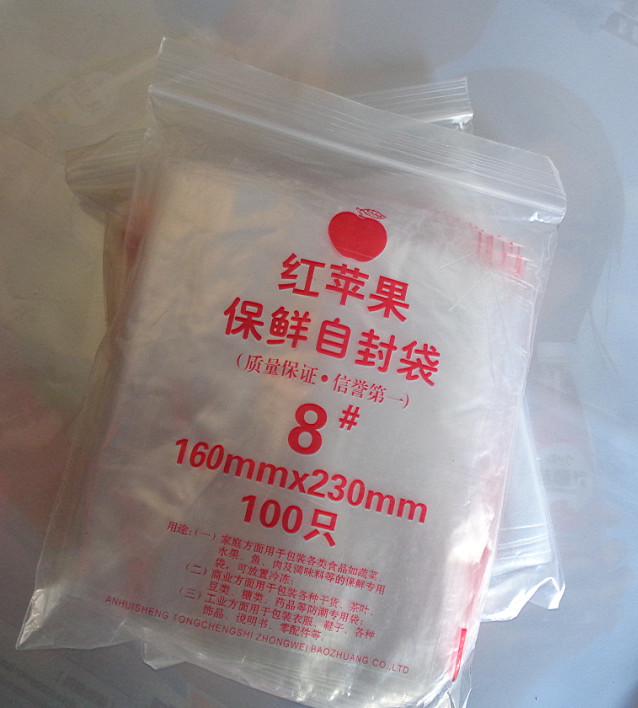 红苹果
保鲜自封袋
(质量保证·信誉第一)
8#
160mmx230mm
100只
用途:(一)家庭方面用于包装各类食品如蔬菜
水果、鱼、肉及调味料等的保鲜专用
袋,可放置冷冻;
(二)商业方面用于包装各种干货、茶叶、
豆类、糖类、药品等防潮专用袋;
(三)工业方面用于包装衣服、鞋子、各种
饰品、说明书、零配件等
ANHUISHENG TONGCHENGSHI ZHONGWEI BAOZHUANG CO.,LTD